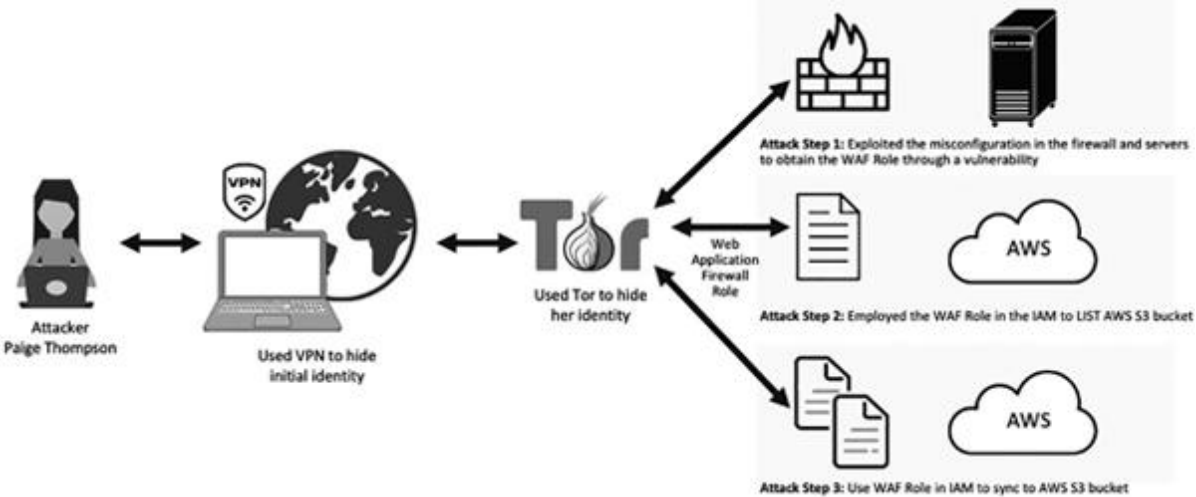 Attacker
Paige Thompson
VPN
Used VPN to hide
initial identity
Tor
Used Tor to hide
her identity
Web
Application
Firewall
Role
Attack Step 1: Exploited the misconfiguration in the firewall and servers
to obtain the WAF Role through a vulnerability
AWS
Attack Step 2: Employed the WAF Role in the IAM to LIST AWS S3 bucket
AWS
Attack Step 3: Use WAF Role in IAM to sync to AWS S3 bucket